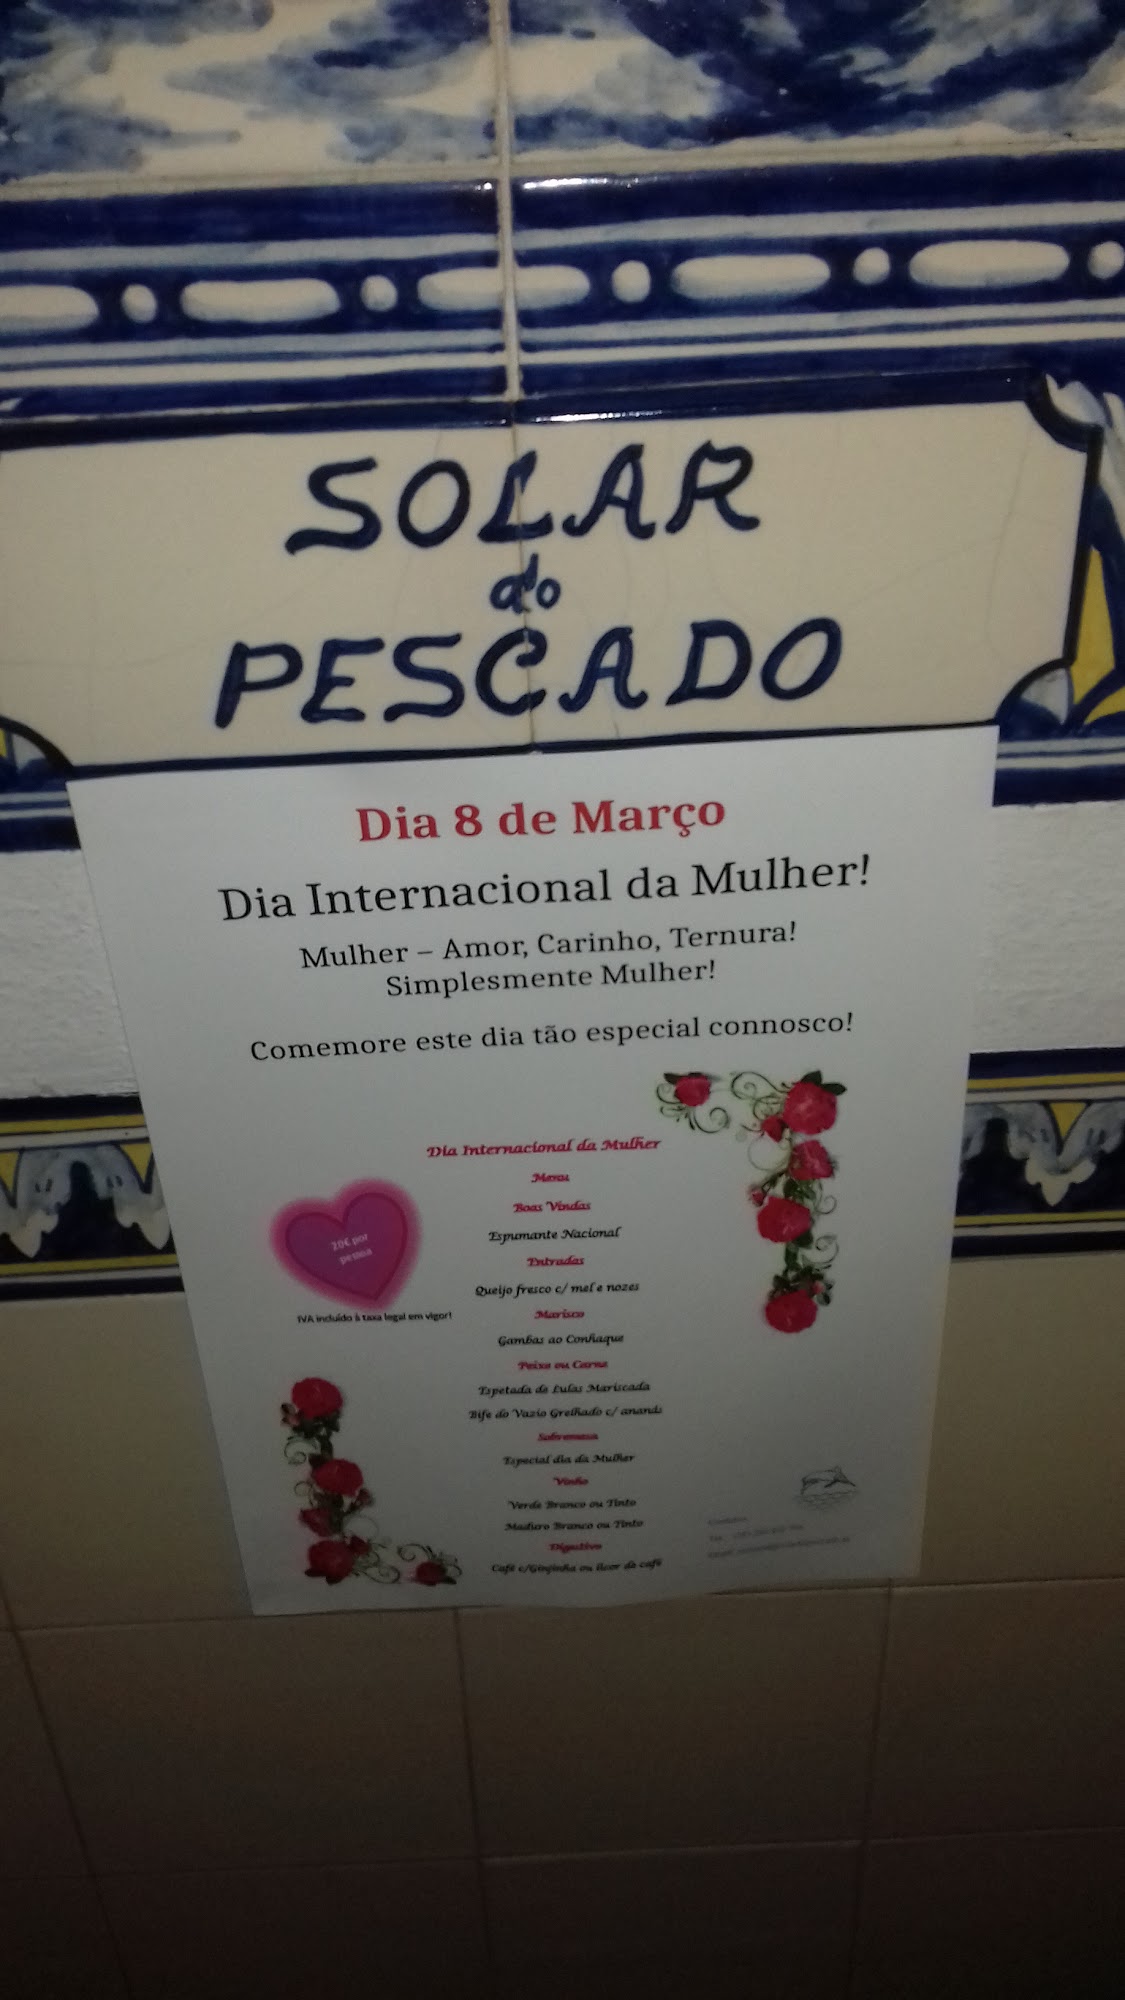 SOLAR
do
PESCADO
Dia 8 de Março
Dia Internacional da Mulher!
Mulher – Amor, Carinho, Ternura!
Simplesmente Mulher!
Comemore este dia tão especial connosco!
Dia Internacional da Mulher
Menu
Boas Vindas
Espumante Nacional
Entradas
Queijo fresco c/ mel e nozes
20€ por
pessoa
IVA incluído à taxa legal em vigor!
Marisco
Gambas ao Conhaque
Peixe ou Carne
Espetada de Lulas Mariscada
Bife do Vazio Grelhado c/ ananás
Sobremesa
Especial dia da Mulher
Vinho
Verde Branco ou Tinto
Maduro Branco ou Tinto
Digestivo
Café c/Ginginha ou licor de café